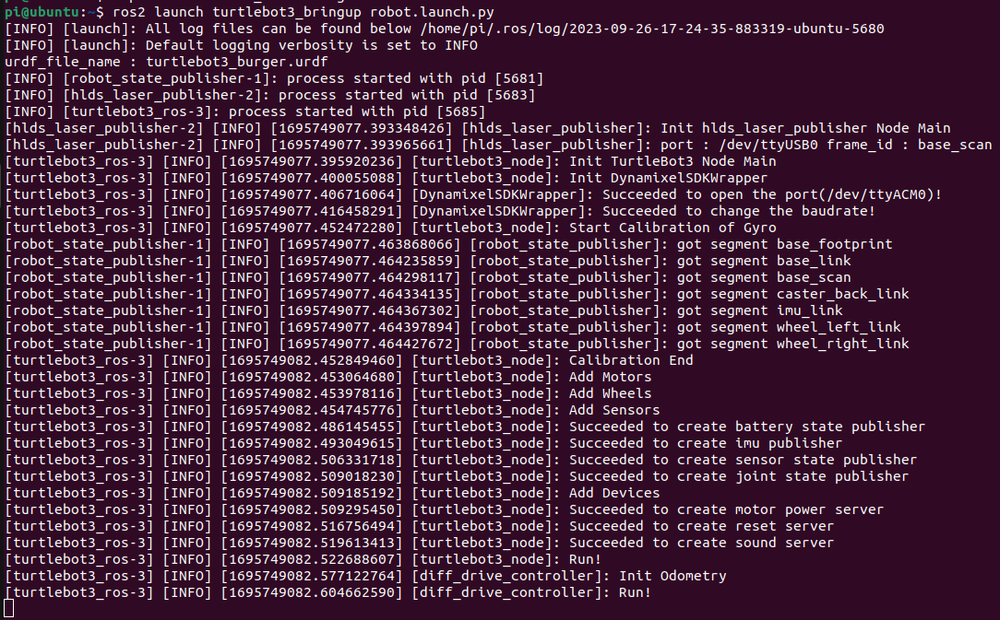 pi@ubuntu:~$ ros2 launch turtlebot3_bringup robot.launch.py
[INFO] [launch]: All log files can be found below /home/pi/.ros/log/2023-09-26-17-24-35-883319-ubuntu-5680
[INFO] [launch]: Default logging verbosity is set to INFO
urdf_file_name : turtlebot3_burger.urdf
[INFO] [robot_state_publisher-1]: process started with pid [5681]
[INFO] [hlds_laser_publisher-2]: process started with pid [5683]
[INFO] [turtlebot3_ros-3]: process started with pid [5685]
[hlds_laser_publisher-2] [INFO] [1695749077.393348426] [hlds_laser_publisher]: Init hlds_laser_publisher Node Main
[hlds_laser_publisher-2] [INFO] [1695749077.393965661] [hlds_laser_publisher]: port : /dev/ttyUSB0 frame_id : base_scan
[turtlebot3_ros-3] [INFO] [1695749077.395920236] [turtlebot3_node]: Init TurtleBot3 Node Main
[turtlebot3_ros-3] [INFO] [1695749077.400055088] [turtlebot3_node]: Init DynamixelSDKWrapper
[turtlebot3_ros-3] [INFO] [1695749077.406716064] [DynamixelSDKWrapper]: Succeeded to open the port(/dev/ttyACM0)!
[turtlebot3_ros-3] [INFO] [1695749077.416458291] [DynamixelSDKWrapper]: Succeeded to change the baudrate!
[turtlebot3_ros-3] [INFO] [1695749077.452472280] [turtlebot3_node]: Start Calibration of Gyro
[robot_state_publisher-1] [INFO] [1695749077.463868066] [robot_state_publisher]: got segment base_footprint
[robot_state_publisher-1] [INFO] [1695749077.464235859] [robot_state_publisher]: got segment base_link
[robot_state_publisher-1] [INFO] [1695749077.464298117] [robot_state_publisher]: got segment base_scan
[robot_state_publisher-1] [INFO] [1695749077.464334135] [robot_state_publisher]: got segment caster_back_link
[robot_state_publisher-1] [INFO] [1695749077.464367302] [robot_state_publisher]: got segment imu_link
[robot_state_publisher-1] [INFO] [1695749077.464397894] [robot_state_publisher]: got segment wheel_left_link
[robot_state_publisher-1] [INFO] [1695749077.464427672] [robot_state_publisher]: got segment wheel_right_link
[turtlebot3_ros-3] [INFO] [1695749082.452849460] [turtlebot3_node]: Calibration End
[turtlebot3_ros-3] [INFO] [1695749082.453064680] [turtlebot3_node]: Add Motors
[turtlebot3_ros-3] [INFO] [1695749082.453978116] [turtlebot3_node]: Add Wheels
[turtlebot3_ros-3] [INFO] [1695749082.454745776] [turtlebot3_node]: Add Sensors
[turtlebot3_ros-3] [INFO] [1695749082.486145455] [turtlebot3_node]: Succeeded to create battery state publisher
[turtlebot3_ros-3] [INFO] [1695749082.493049615] [turtlebot3_node]: Succeeded to create imu publisher
[turtlebot3_ros-3] [INFO] [1695749082.506331718] [turtlebot3_node]: Succeeded to create sensor state publisher
[turtlebot3_ros-3] [INFO] [1695749082.509018230] [turtlebot3_node]: Succeeded to create joint state publisher
[turtlebot3_ros-3] [INFO] [1695749082.509185192] [turtlebot3_node]: Add Devices
[turtlebot3_ros-3] [INFO] [1695749082.509295450] [turtlebot3_node]: Succeeded to create motor power server
[turtlebot3_ros-3] [INFO] [1695749082.516756494] [turtlebot3_node]: Succeeded to create reset server
[turtlebot3_ros-3] [INFO] [1695749082.519613413] [turtlebot3_node]: Succeeded to create sound server
[turtlebot3_ros-3] [INFO] [1695749082.522688607] [turtlebot3_node]: Run!
[turtlebot3_ros-3] [INFO] [1695749082.577122764] [diff_drive_controller]: Init Odometry
[turtlebot3_ros-3] [INFO] [1695749082.604662590] [diff_drive_controller]: Run!